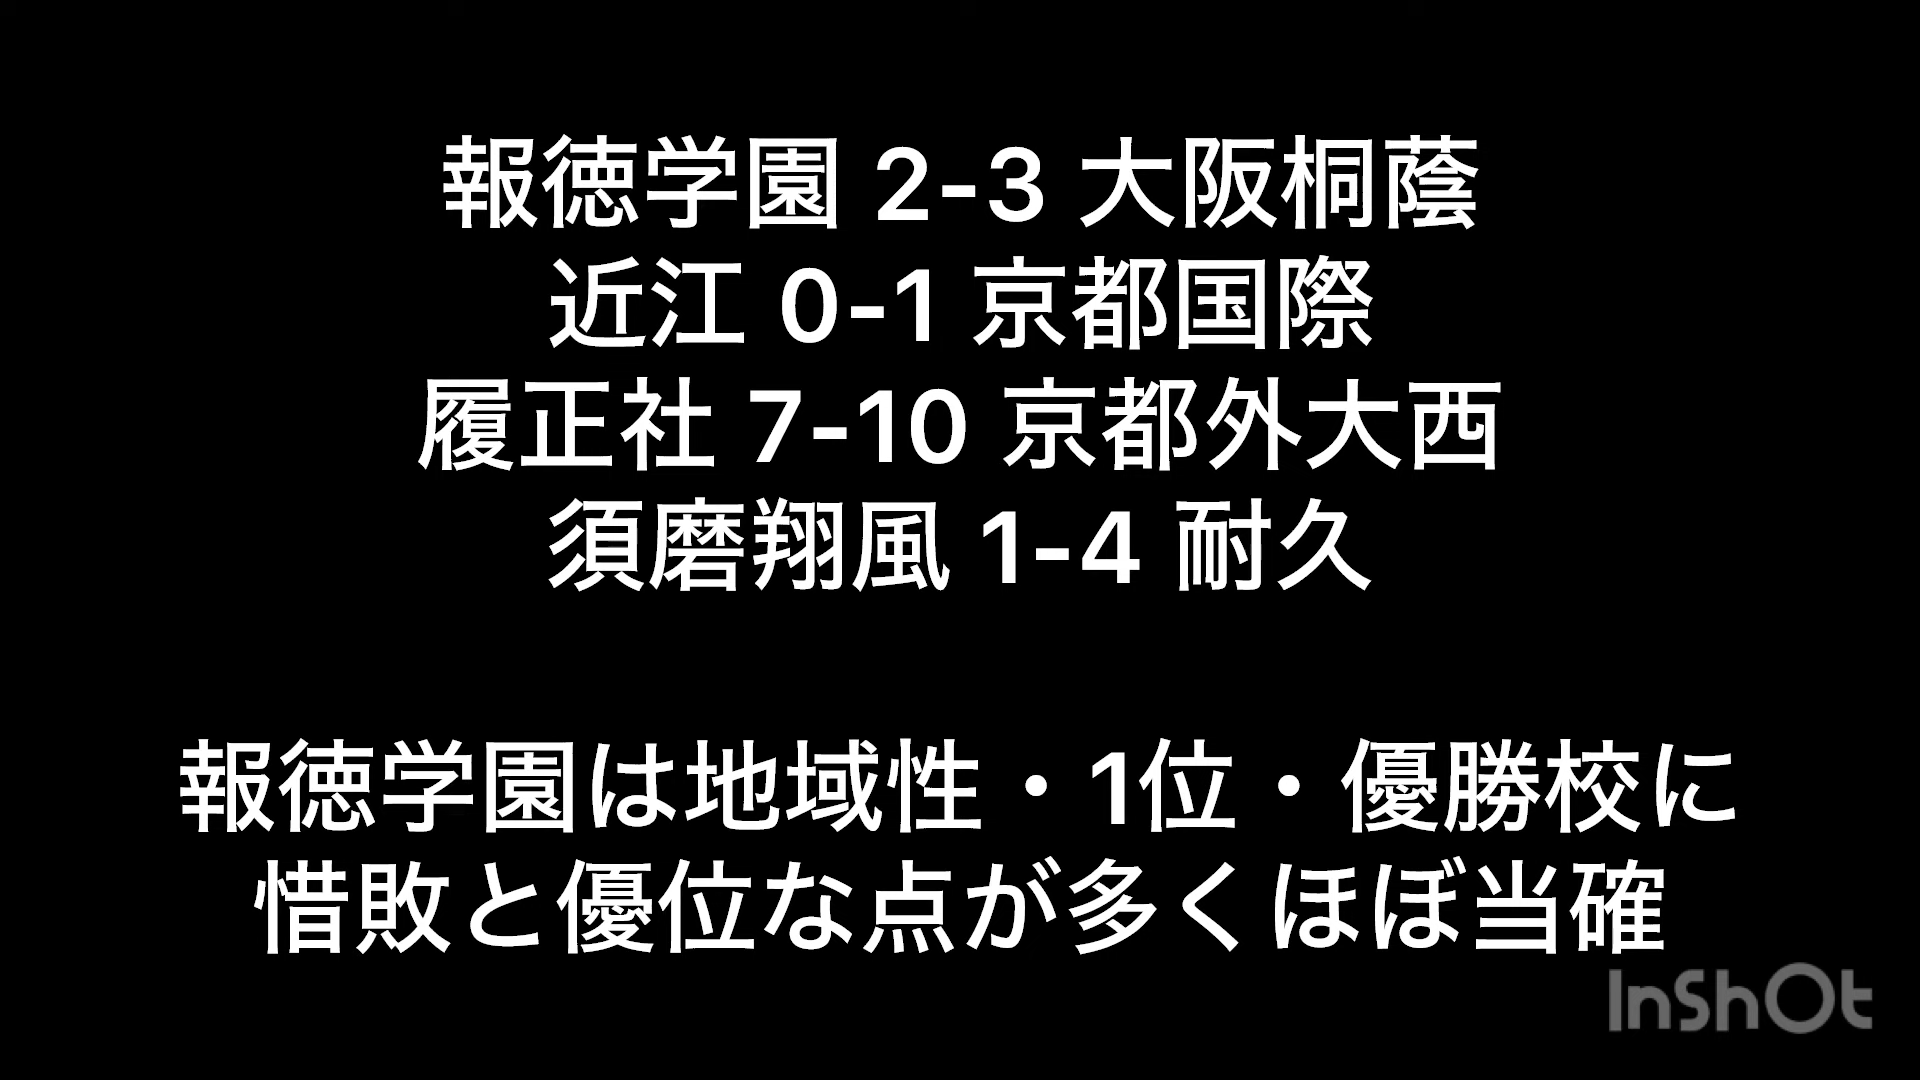 報徳学園 2-3 大阪桐蔭
近江 0-1 京都国際
履正社 7-10 京都外大西
須磨翔風 1-4 耐久
報徳学園は地域性・1位・優勝校に
惜敗と優位な点が多くほぼ当確
InShOt